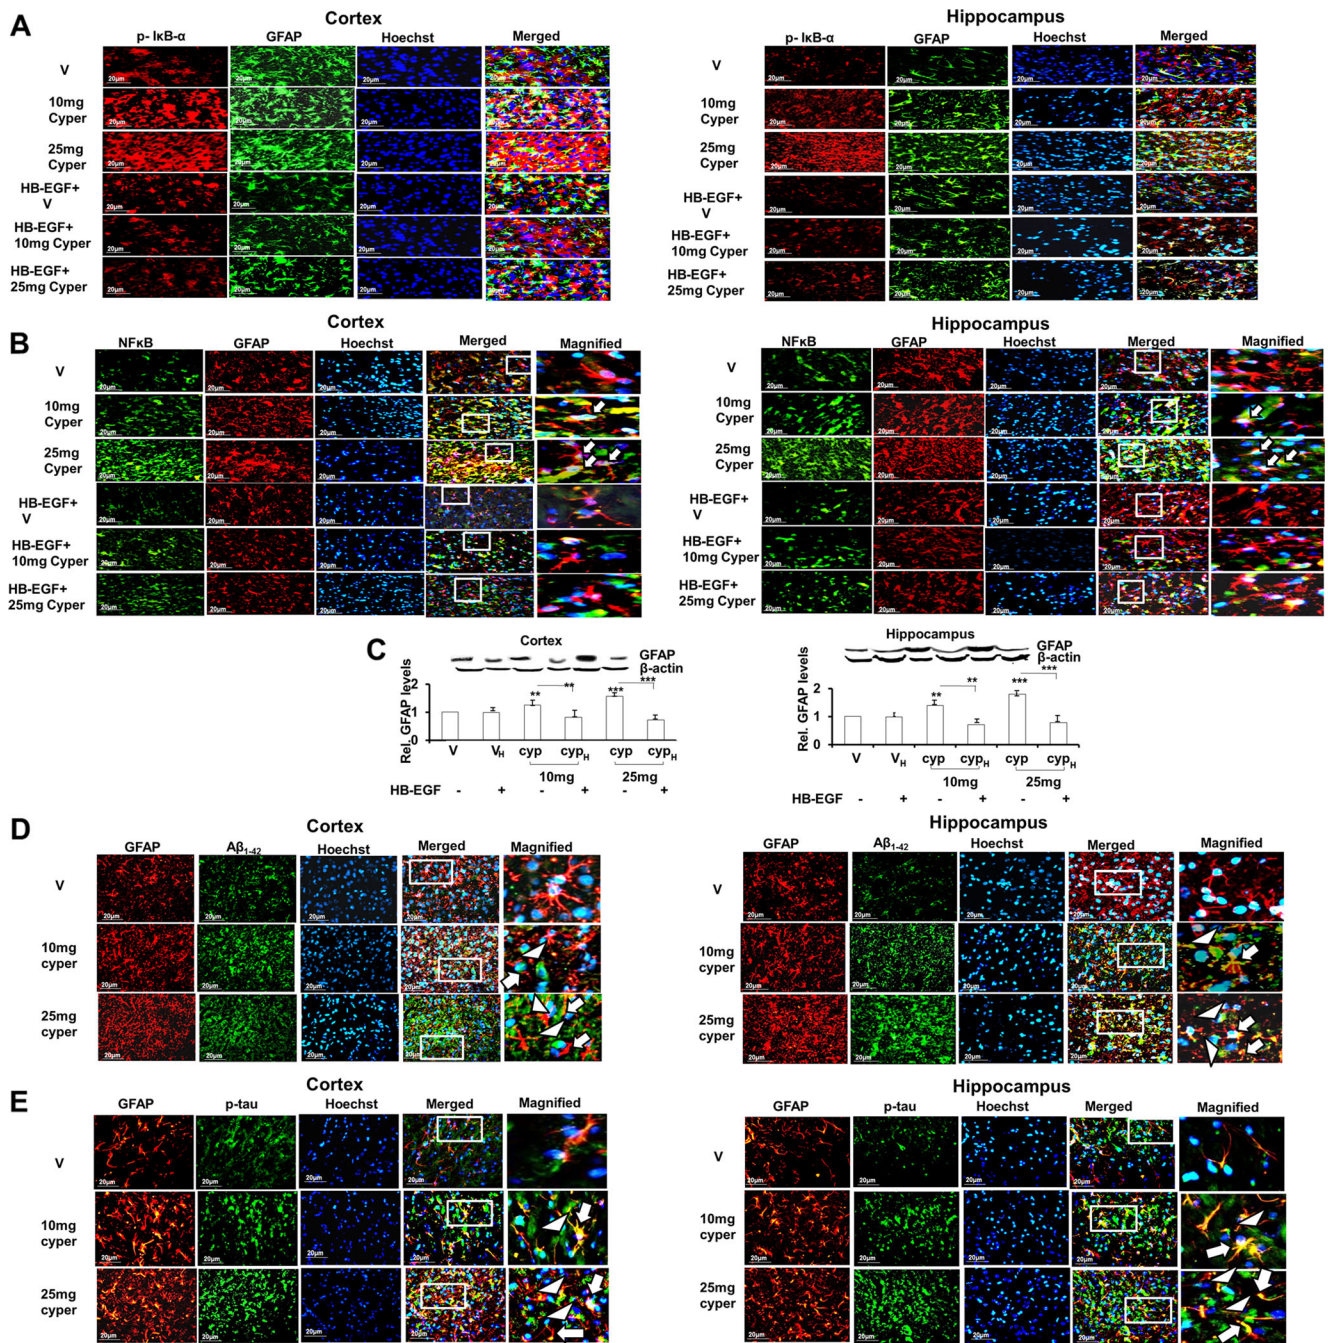 A
Cortex
p- IκB-α GFAP Hoechst Merged
V
10mg
Cyper
25mg
Cyper
HB-EGF+
V
HB-EGF+
10mg Cyper
HB-EGF+
25mg Cyper
Hippocampus
p- IκB-α GFAP Hoechst Merged
V
10mg
Cyper
25mg
Cyper
HB-EGF+
V
HB-EGF+
10mg Cyper
HB-EGF+
25mg Cyper
B
Cortex
NFκB GFAP Hoechst Merged Magnified
V
10mg
Cyper
25mg
Cyper
HB-EGF+
V
HB-EGF+
10mg Cyper
HB-EGF+
25mg Cyper
Hippocampus
NFκB GFAP Hoechst Merged Magnified
V
10mg
Cyper
25mg
Cyper
HB-EGF+
V
HB-EGF+
10mg Cyper
HB-EGF+
25mg Cyper
C
Cortex
GFAP
β-actin
Rel. GFAP levels
2
1
0
** ** *** ***
V VH cyp cypH cyp cypH
10mg 25mg
HB-EGF - + - + - +
Hippocampus
GFAP
β-actin
Rel. GFAP levels
2
1
0
** ** *** ***
V VH cyp cypH cyp cypH
10mg 25mg
HB-EGF - + - + - +
D
Cortex
GFAP Aβ1-42 Hoechst Merged Magnified
V
10mg
cyper
25mg
cyper
Hippocampus
GFAP Aβ1-42 Hoechst Merged Magnified
V
10mg
cyper
25mg
cyper
E
Cortex
GFAP p-tau Hoechst Merged Magnified
V
10mg
cyper
25mg
cyper
Hippocampus
GFAP p-tau Hoechst Merged Magnified
V
10mg
cyper
25mg
cyper
20µm